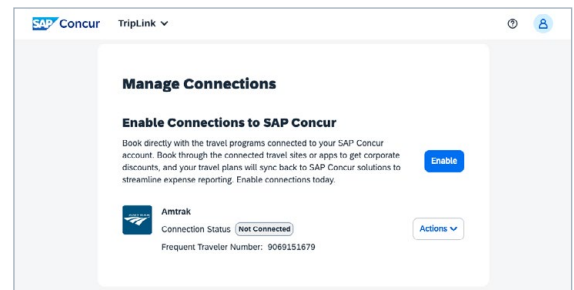 SAP Concur TripLink
Manage Connections
Enable Connections to SAP Concur
Book directly with the travel programs connected to your SAP Concur
account. Book through the connected travel sites or apps to get corporate
discounts, and your travel plans will sync back to SAP Concur solutions to
streamline expense reporting. Enable connections today.
Enable
AMTRAK
Amtrak
Connection Status Not Connected
Frequent Traveler Number: 9069151679
Actions